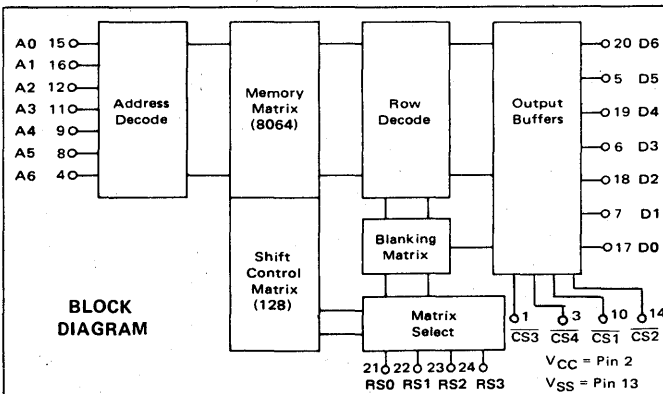 A0 15
A1 16
A2 12
A3 11
A4 9
A5 8
A6 4
Address
Decode
Memory
Matrix
(8064)
Row
Decode
Output
Buffers
20 D6
5 D5
19 D4
6 D3
18 D2
7 D1
17 D0
Shift
Control
Matrix
(128)
Blanking
Matrix
Matrix
Select
BLOCK
DIAGRAM
1 3 10 14
CS3 CS4 CS1 CS2
21 22 23 24
RS0 RS1 RS2 RS3
VCC = Pin 2
VSS = Pin 13